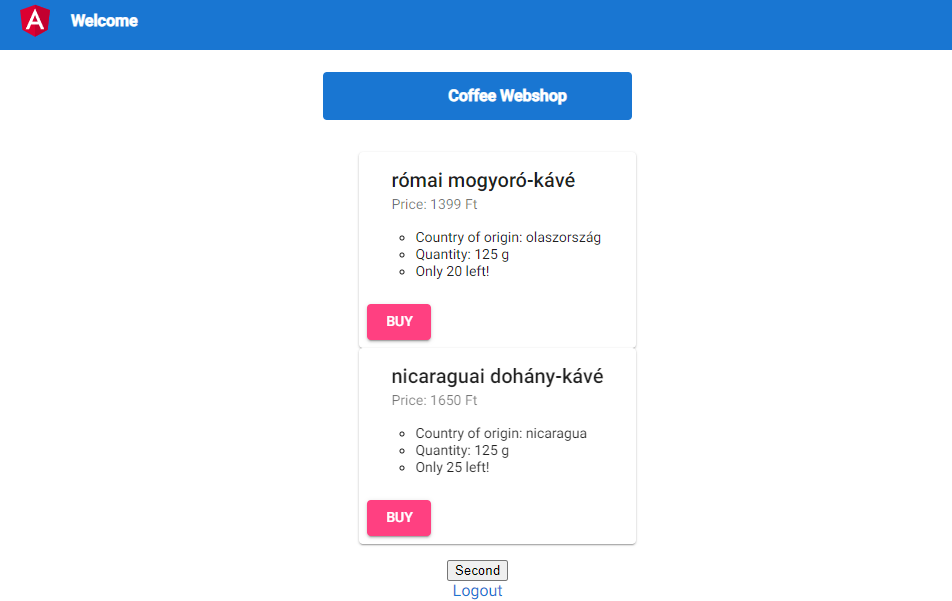 Welcome
Coffee Webshop
római mogyoró-kávé
Price: 1399 Ft
Country of origin: olaszország
Quantity: 125 g
Only 20 left!
BUY
nicaraguai dohány-kávé
Price: 1650 Ft
Country of origin: nicaragua
Quantity: 125 g
Only 25 left!
BUY
Second
Logout